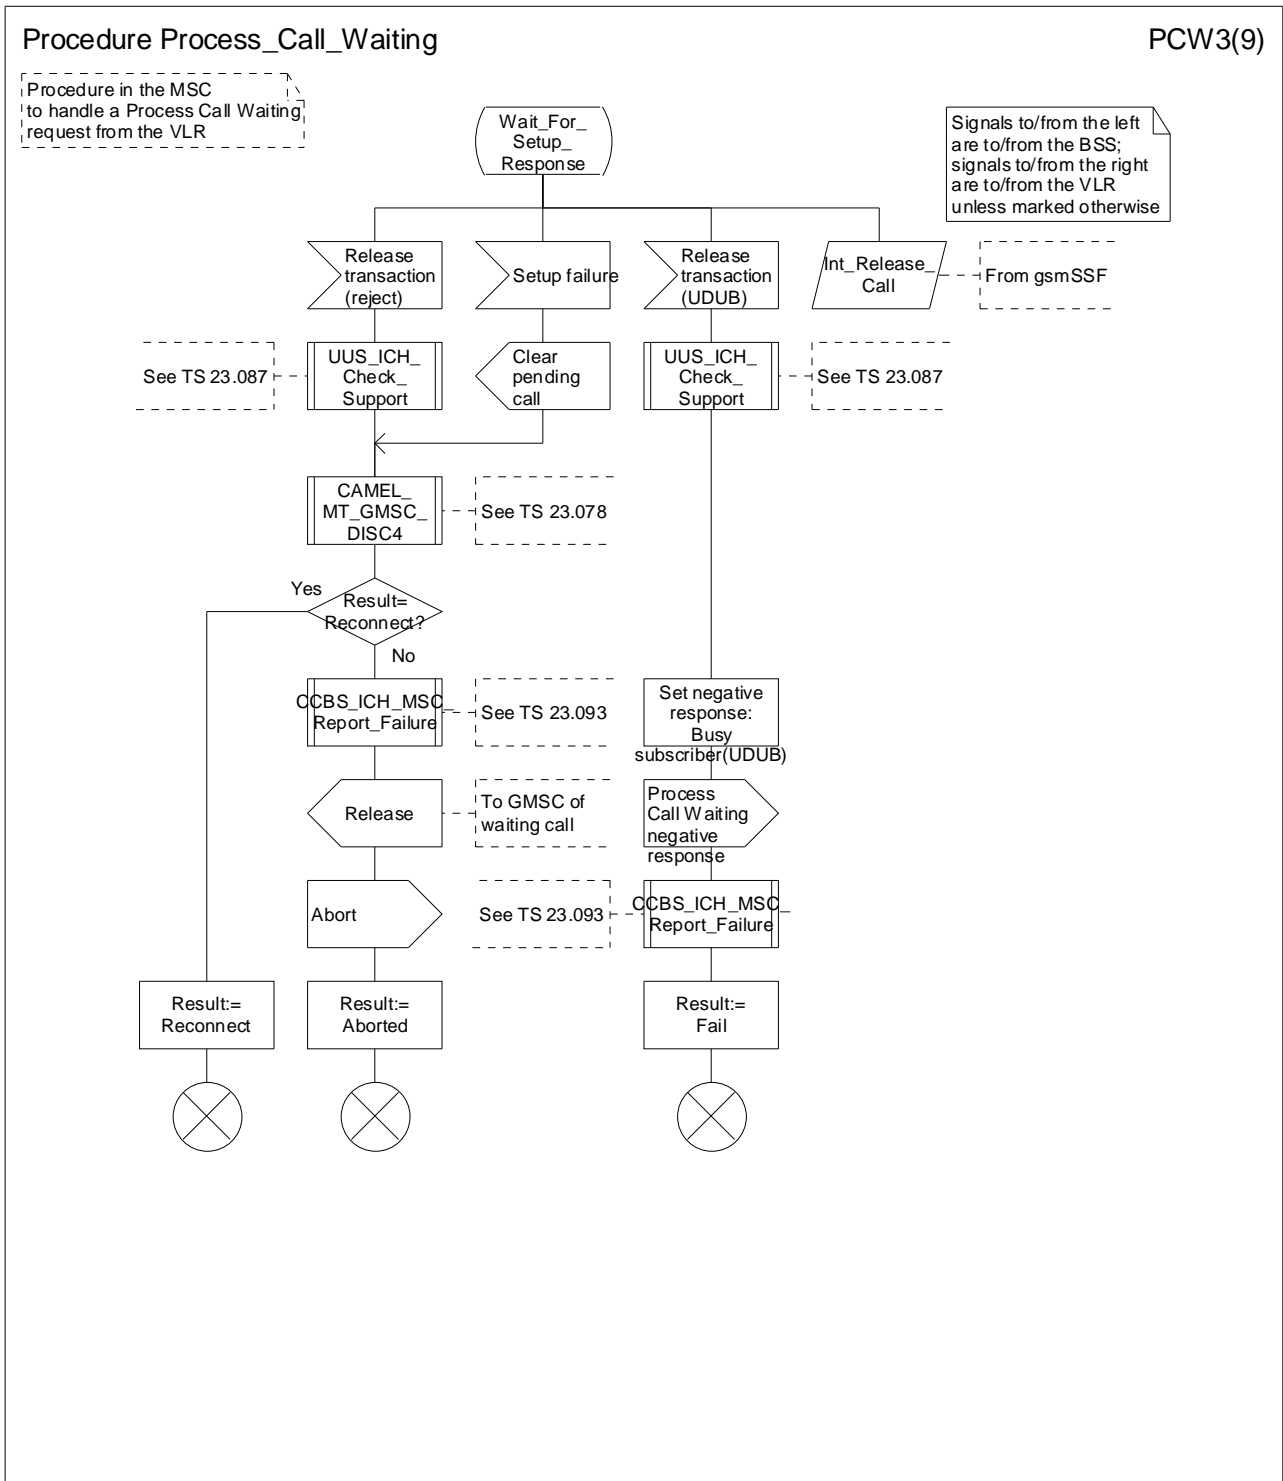 Procedure Process_Call_Waiting
PCW3(9)
Procedure in the MSC
to handle a Process Call Waiting
request from the VLR
Wait_For_
Setup_
Response
Signals to/from the left
are to/from the BSS;
signals to/from the right
are to/from the VLR
unless marked otherwise
Release
transaction
(reject)
Setup failure
Release
transaction
(UDUB)
Int_Release_
Call
From gsmSSF
See TS 23.087
UUS_ICH_
Check_
Support
Clear
pending
call
UUS_ICH_
Check_
Support
See TS 23.087
CAMEL_
MT_GMSC_
DISC4
See TS 23.078
Yes
Result=
Reconnect?
No
CCBS_ICH_MSC_
Report_Failure
See TS 23.093
Set negative
response:
Busy
subscriber(UDUB)
Release
To GMSC of
waiting call
Process
Call Waiting
negative
response
Abort
See TS 23.093
CCBS_ICH_MSC_
Report_Failure
Result:=
Reconnect
Result:=
Aborted
Result:=
Fail